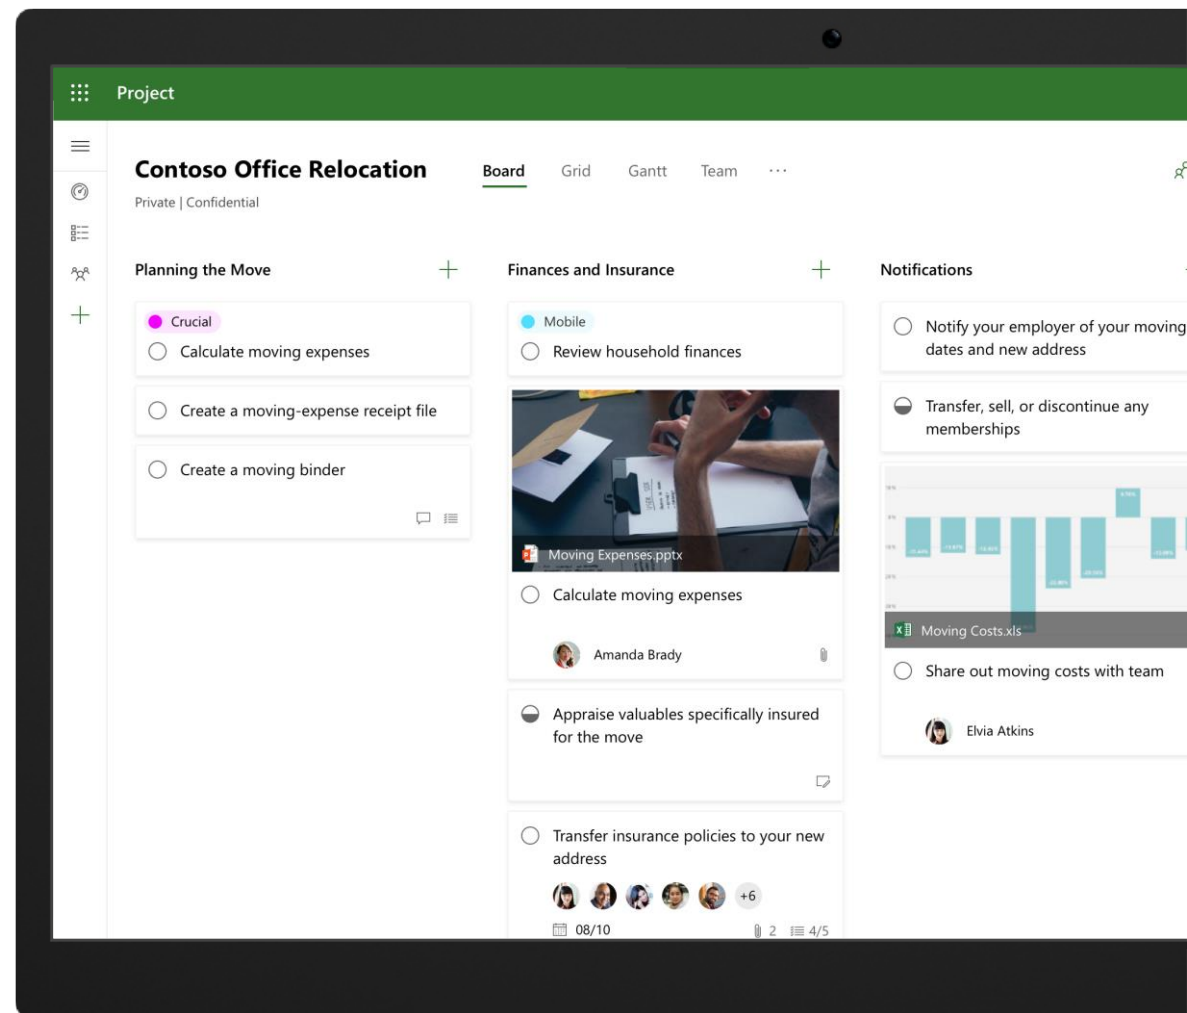 Project
Contoso Office Relocation
Private | Confidential
Board
Grid
Gantt
Team
Planning the Move
Crucial
Calculate moving expenses
Create a moving-expense receipt file
Create a moving binder
Finances and Insurance
Mobile
Review household finances
Moving Expenses.pptx
Calculate moving expenses
Amanda Brady
Appraise valuables specifically insured
for the move
Transfer insurance policies to your new
address
+6
08/10
2
4/5
Notifications
Notify your employer of your moving
dates and new address
Transfer, sell, or discontinue any
memberships
Moving Costs.xls
Share out moving costs with team
Elvia Atkins